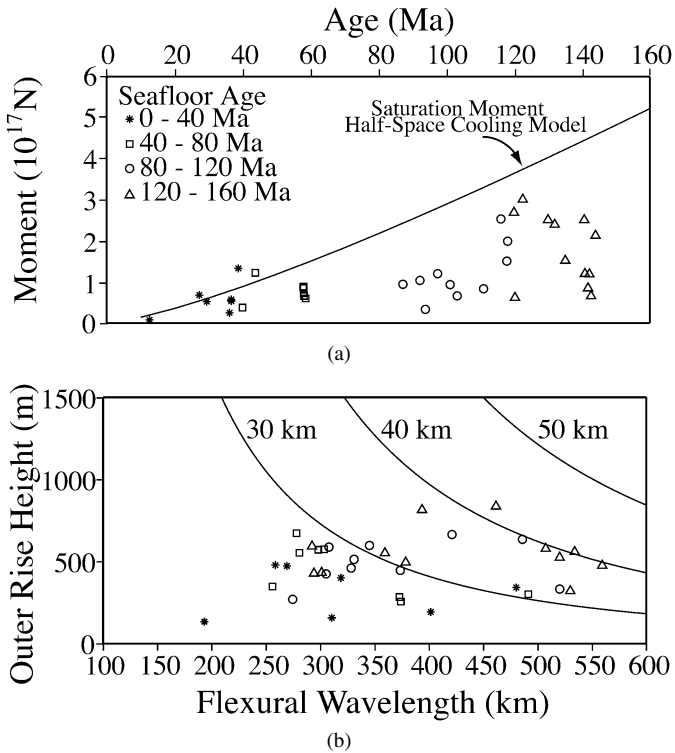 Age (Ma)
0 20 40 60 80 100 120 140 160
Moment (10^17 N)
6
5
4
3
2
1
0
Seafloor Age
0 - 40 Ma
40 - 80 Ma
80 - 120 Ma
120 - 160 Ma
Saturation Moment
Half-Space Cooling Model
(a)
Outer Rise Height (m)
1500
1000
500
0
30 km 40 km 50 km
100 150 200 250 300 350 400 450 500 550 600
Flexural Wavelength (km)
(b)